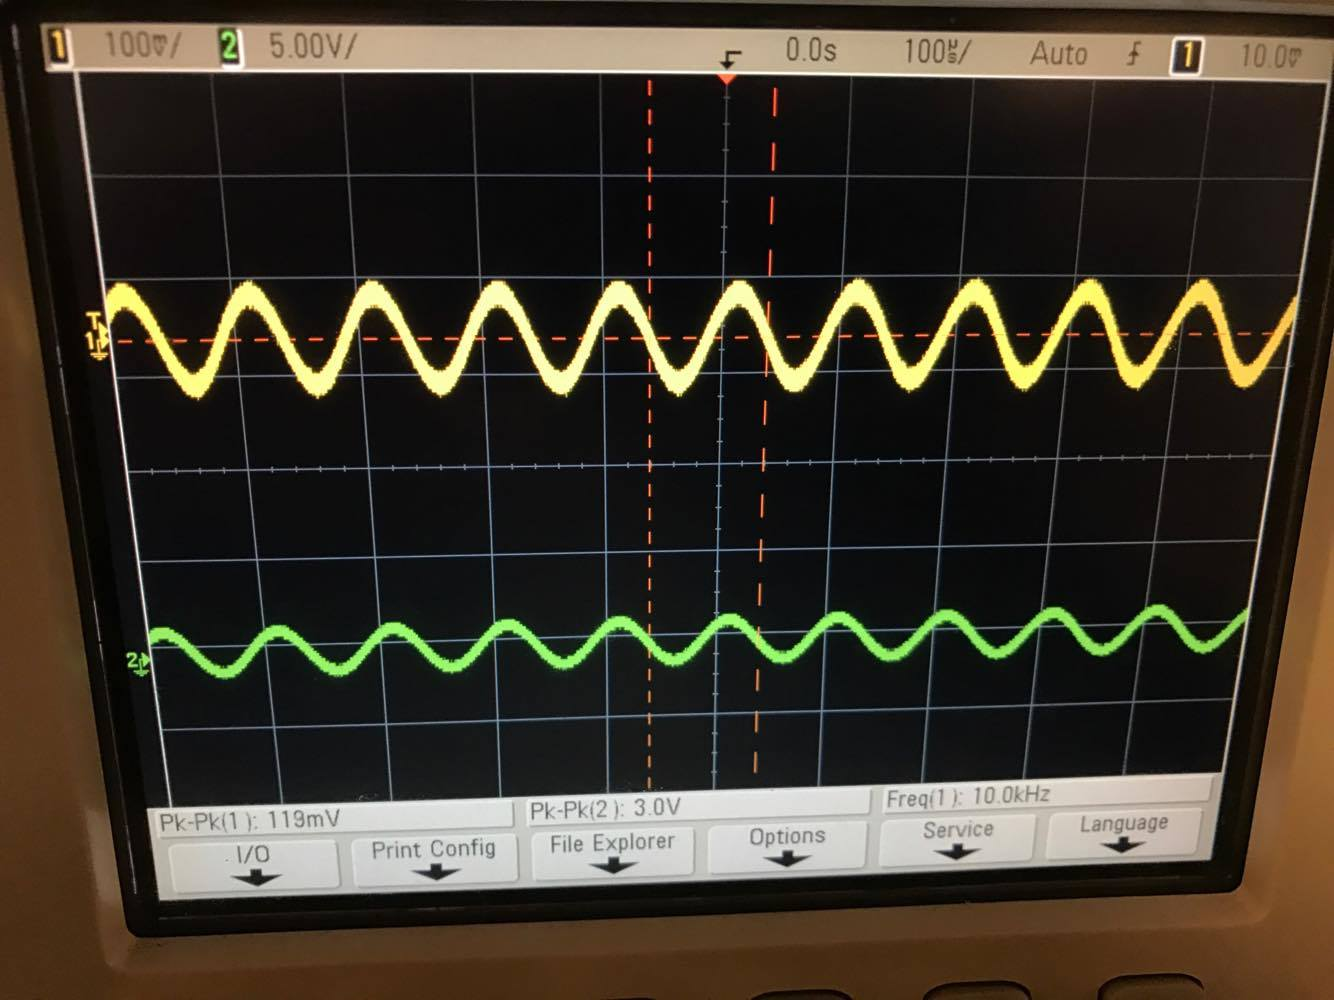 1 100mV/ 2 5.00V/ 0.0s 100µs/ Auto 1 10.0mV
T
1
2
Pk-Pk(1): 119mV Pk-Pk(2): 3.0V Freq(1): 10.0kHz
I/O Print Config File Explorer Options Service Language